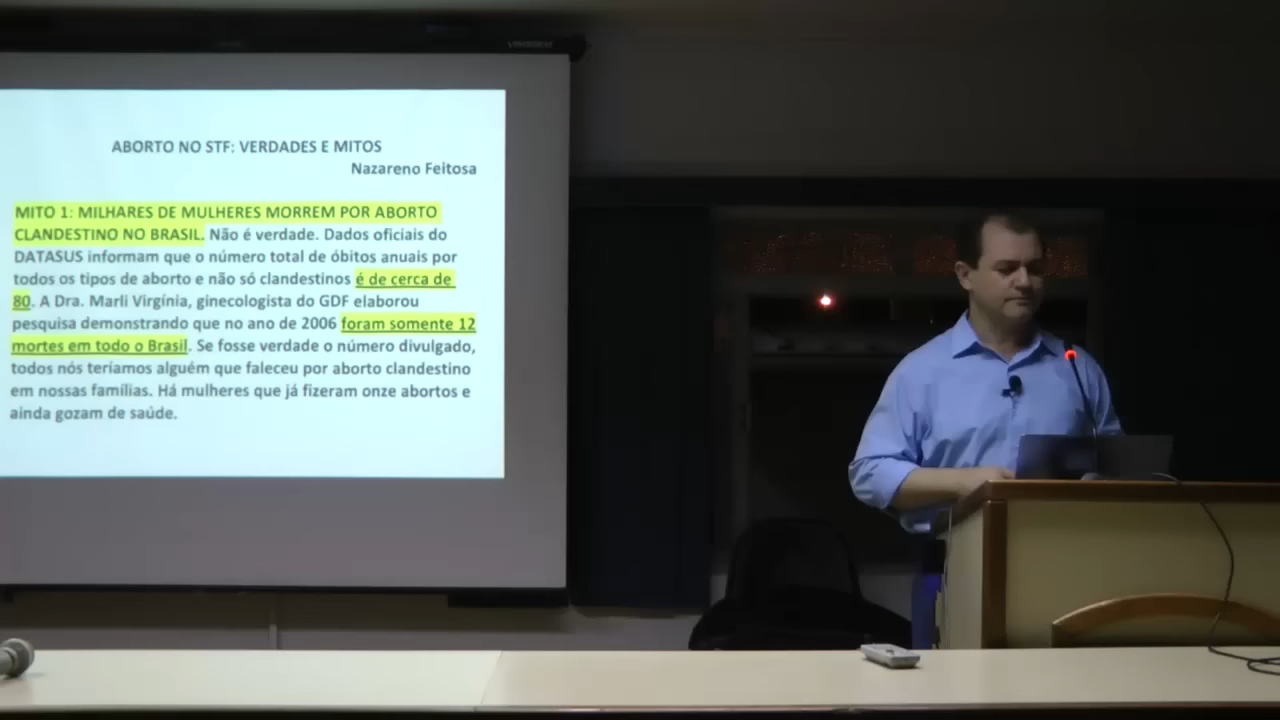 ABORTO NO STF: VERDADES E MITOS
Nazareno Feitosa
MITO 1: MILHARES DE MULHERES MORREM POR ABORTO
CLANDESTINO NO BRASIL. Não é verdade. Dados oficiais do
DATASUS informam que o número total de óbitos anuais por
todos os tipos de aborto e não só clandestinos é de cerca de
80. A Dra. Marli Virgínia, ginecologista do GDF elaborou
pesquisa demonstrando que no ano de 2006 foram somente 12
mortes em todo o Brasil. Se fosse verdade o número divulgado,
todos nós teríamos alguém que faleceu por aborto clandestino
em nossas famílias. Há mulheres que já fizeram onze abortos e
ainda gozam de saúde.